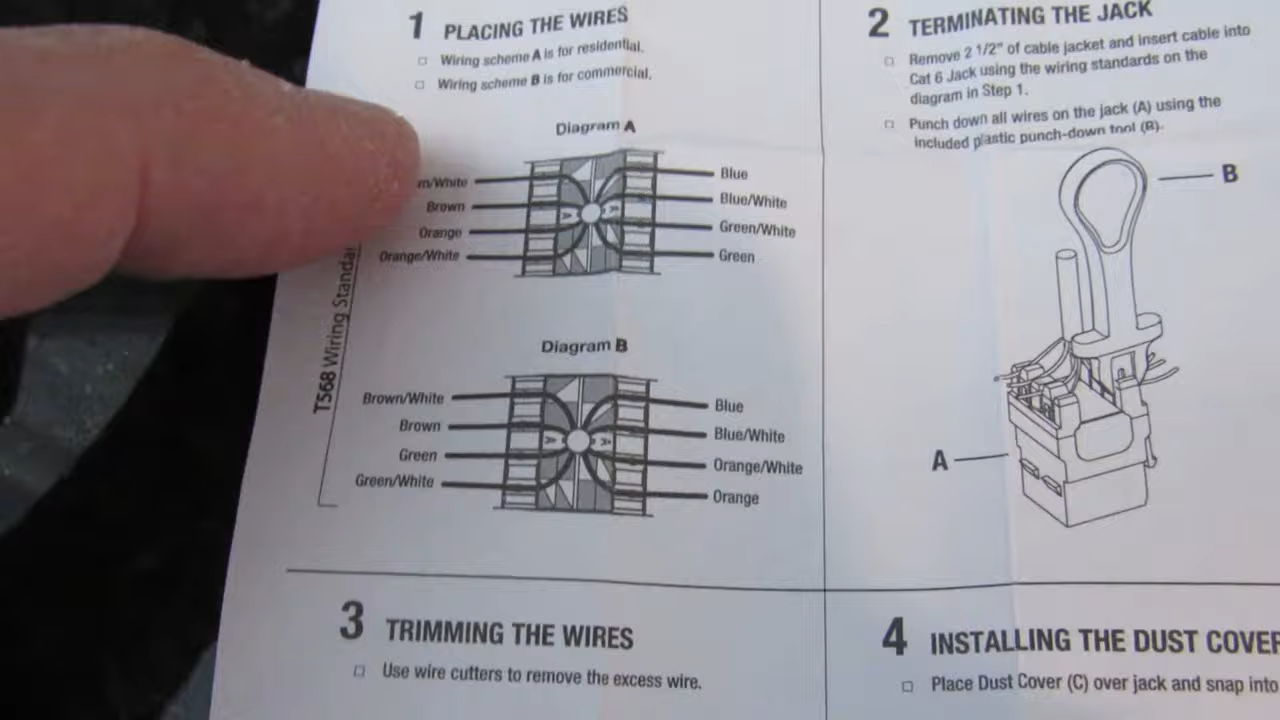 1 PLACING THE WIRES
Wiring scheme A is for residential.
Wiring scheme B is for commercial.
Diagram A
m/White
Brown
Orange
Orange/White
Blue
Blue/White
Green/White
Green
T568 Wiring Standa
Diagram B
Brown/White
Brown
Green
Green/White
Blue
Blue/White
Orange/White
Orange
2 TERMINATING THE JACK
Remove 2 1/2" of cable jacket and insert cable into
Cat 6 Jack using the wiring standards on the
diagram in Step 1.
Punch down all wires on the jack (A) using the
included plastic punch-down tool (B).
B
A
3 TRIMMING THE WIRES
Use wire cutters to remove the excess wire.
4 INSTALLING THE DUST COVER
Place Dust Cover (C) over jack and snap into